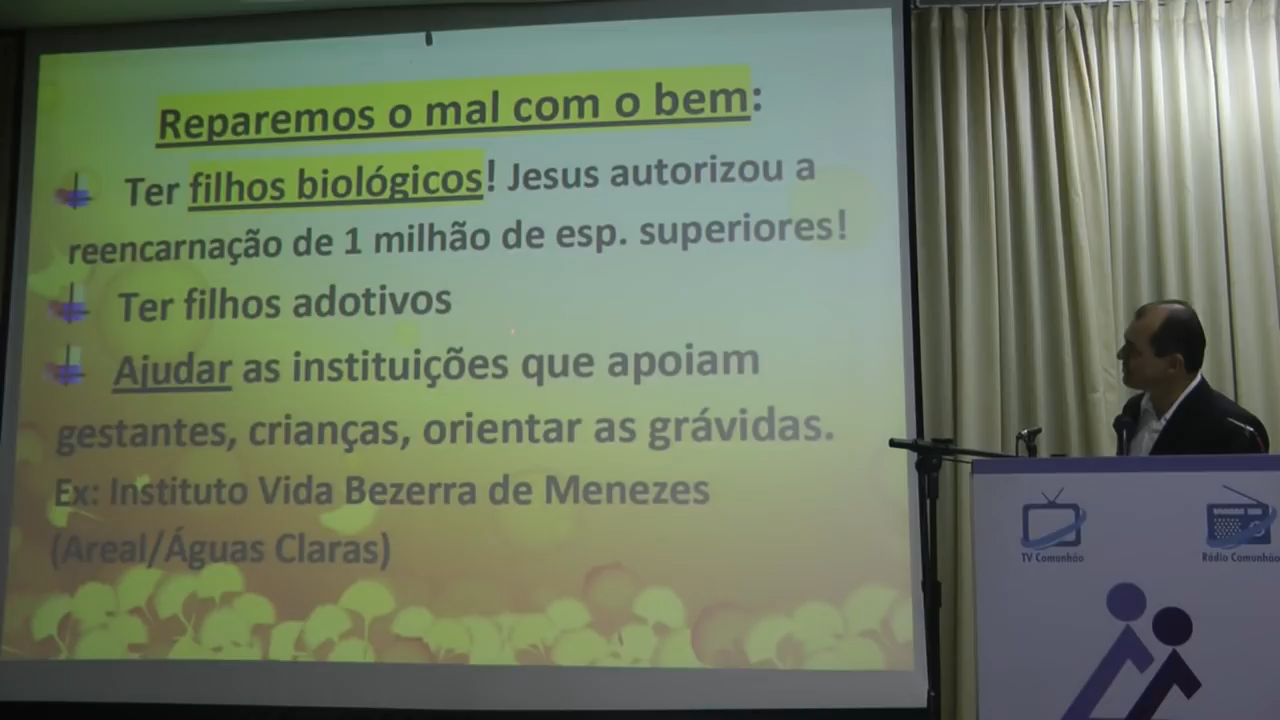 Reparemos o mal com o bem:
Ter filhos biológicos! Jesus autorizou a
reencarnação de 1 milhão de esp. superiores!
Ter filhos adotivos
Ajudar as instituições que apoiam
gestantes, crianças, orientar as grávidas.
Ex: Instituto Vida Bezerra de Menezes
(Areal/Águas Claras)
TV Comunhão
Rádio Comunhão